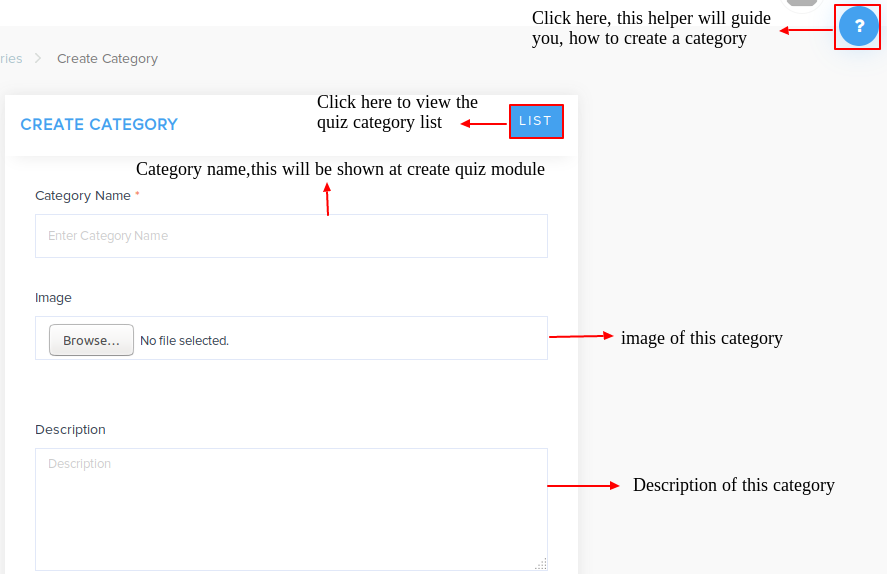 Click here, this helper will guide
you, how to create a category
?
ries > Create Category
CREATE CATEGORY
Click here to view the
quiz category list
LIST
Category name,this will be shown at create quiz module
Category Name *
Enter Category Name
Image
Browse...
No file selected.
image of this category
Description
Description
Description of this category